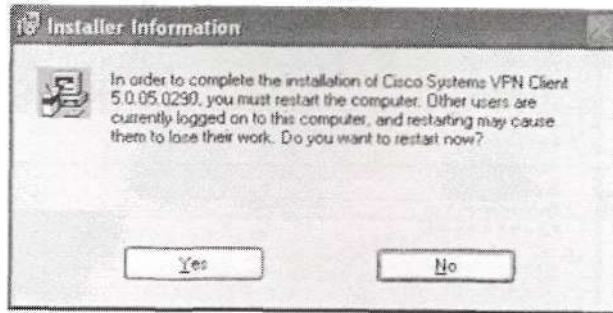 Installer Information
In order to complete the installation of Cisco Systems VPN Client
5.0.05.0290, you must restart the computer. Other users are
currently logged on to this computer, and restarting may cause
them to lose their work. Do you want to restart now?
Yes
No